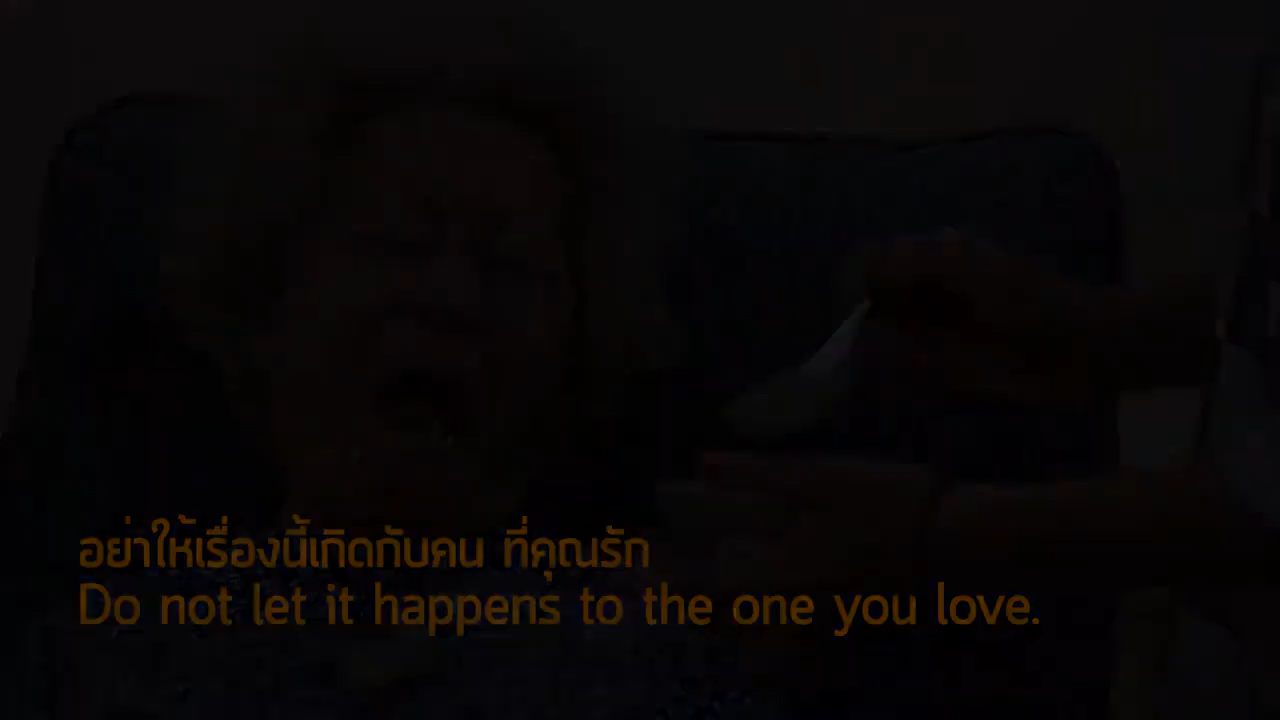 อย่าให้เรื่องนี้เกิดกับคน ที่คุณรัก
Do not let it happens to the one you love.